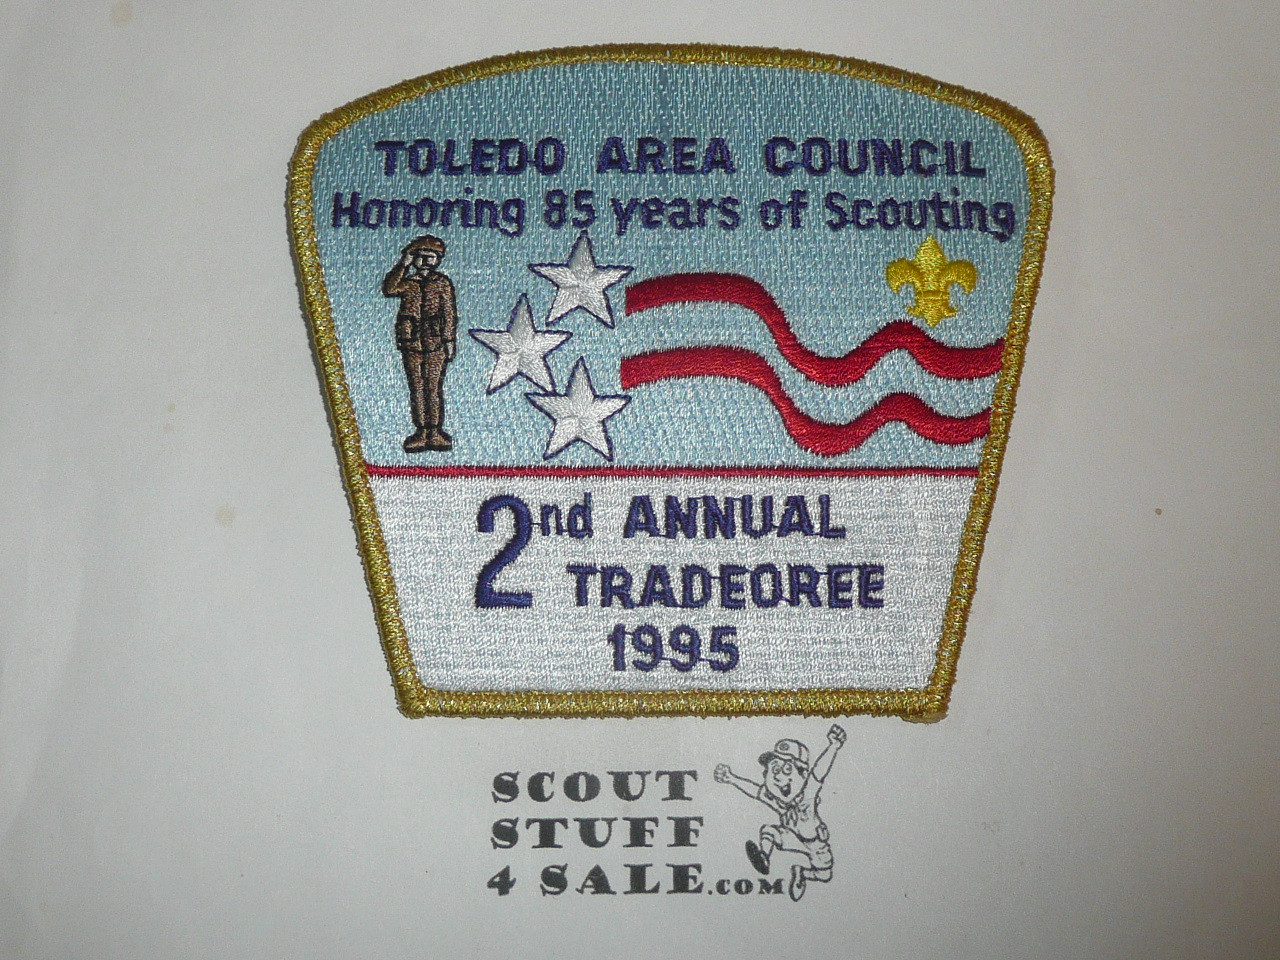 TOLEDO AREA COUNCIL
Honoring 85 years of Scouting
2nd ANNUAL
TRADEOREE
1995
SCOUT
STUFF
4 SALE.COM